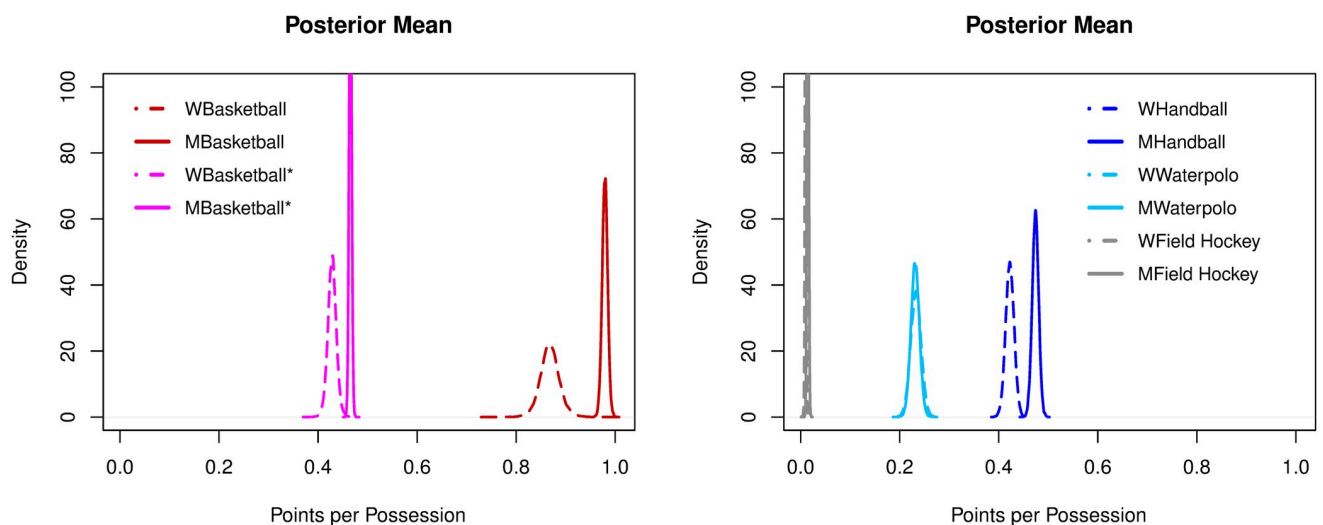 Posterior Mean
Density
100
80
60
40
20
0
WBasketball
MBasketball
WBasketball*
MBasketball*
0.0 0.2 0.4 0.6 0.8 1.0
Points per Possession
Posterior Mean
Density
100
80
60
40
20
0
WHandball
MHandball
WWaterpolo
MWaterpolo
WField Hockey
MField Hockey
0.0 0.2 0.4 0.6 0.8 1.0
Points per Possession